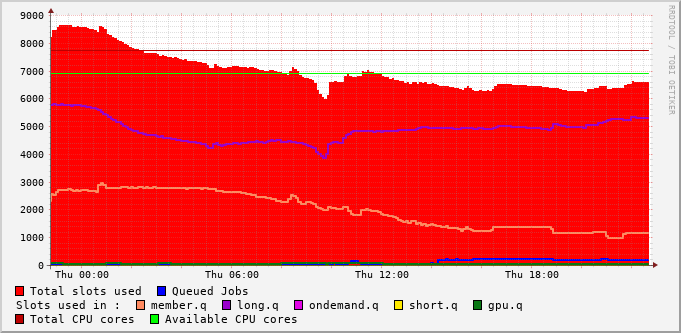 9000
8000
7000
6000
5000
4000
3000
2000
1000
0
Thu 00:00 Thu 06:00 Thu 12:00 Thu 18:00
RRDTOOL / TOBI OETIKER
Total slots used Queued Jobs
Slots used in : member.q long.q ondemand.q short.q gpu.q
Total CPU cores Available CPU cores